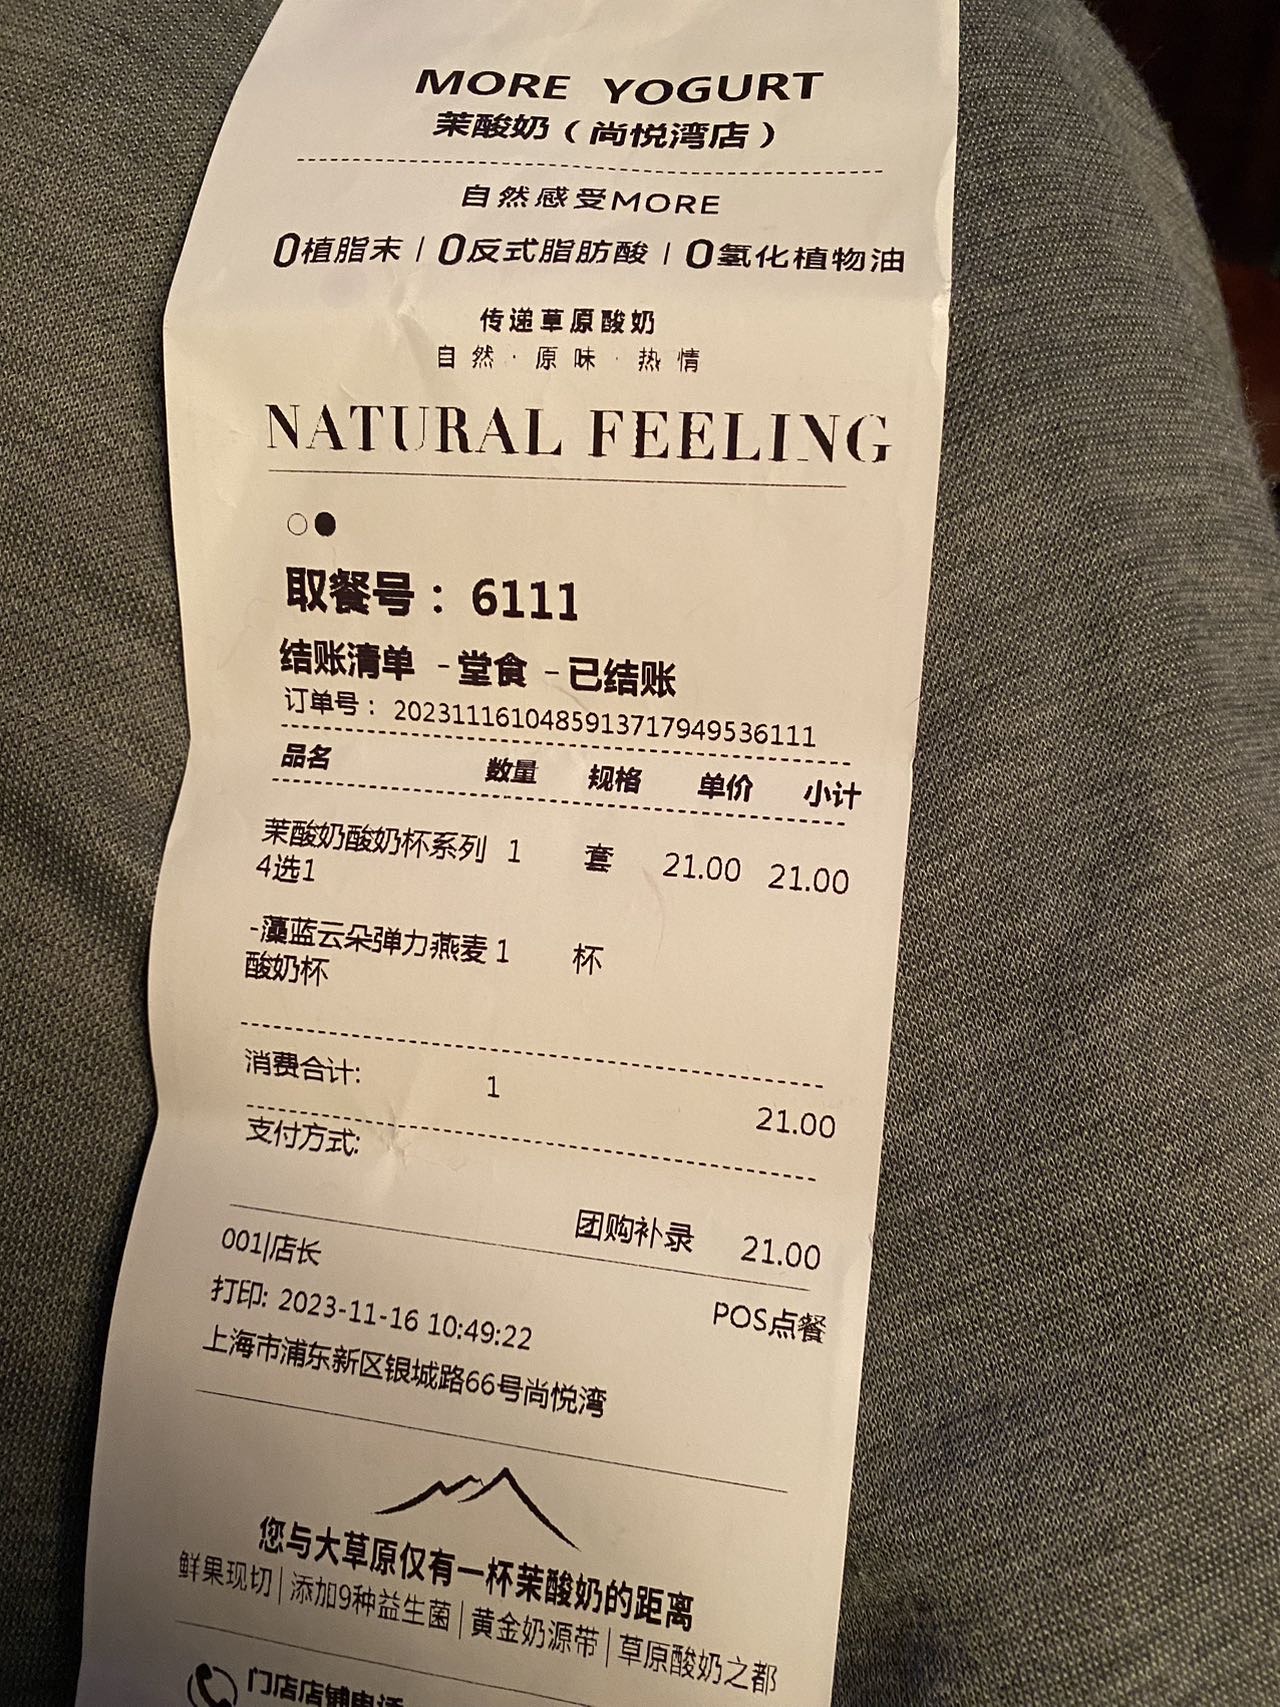 MORE YOGURT
茉酸奶（尚悦湾店）
自然感受MORE
0植脂末 | 0反式脂肪酸 | 0氢化植物油
传递草原酸奶
自然·原味·热情
NATURAL FEELING
取餐号：6111
结账清单 -堂食 -已结账
订单号：20231116104859137179495​36111
品名 数量 规格 单价 小计
茉酸奶酸奶杯系列 1 套 21.00 21.00
4选1
-藻蓝云朵弹力燕麦 1 杯
酸奶杯
消费合计: 1 21.00
支付方式:
团购补录 21.00
001|店长
POS点餐
打印: 2023-11-16 10:49:22
上海市浦东新区银城路66号尚悦湾
您与大草原仅有一杯茉酸奶的距离
鲜果现切|添加9种益生菌|黄金奶源带|草原酸奶之都
门店店铺电话